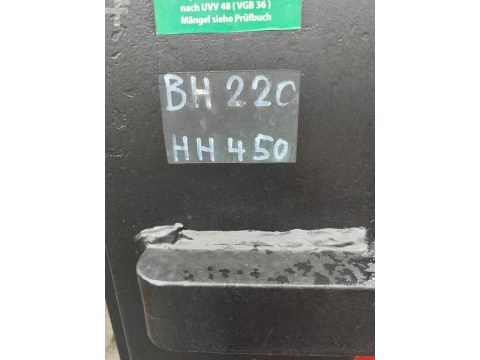 nach UVV 48 ( VGB 36 )
Mängel siehe Prüfbuch
BH 220
HH 450